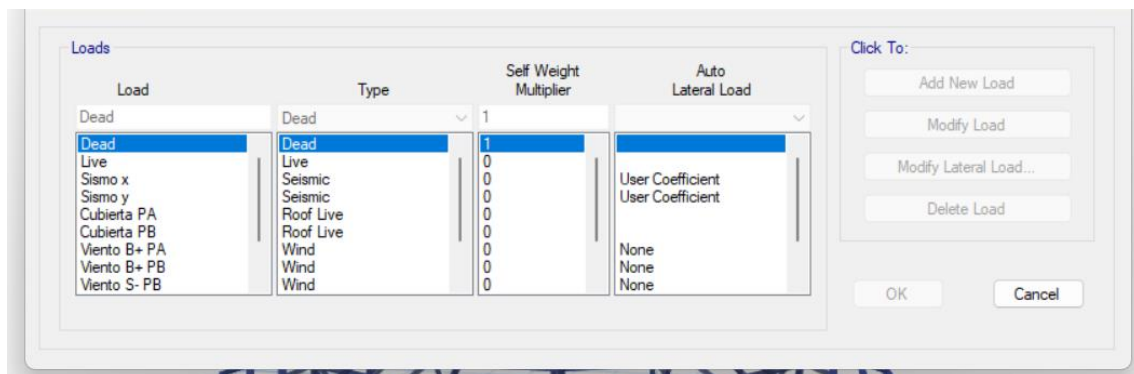 Loads
Click To:
Load Type Self Weight Multiplier Auto Lateral Load
Dead Dead 1
Dead Dead 1
Live Live 0
Sismo x Seismic 0 User Coefficient
Sismo y Seismic 0 User Coefficient
Cubierta PA Roof Live 0
Cubierta PB Roof Live 0
Viento B+ PA Wind 0 None
Viento B+ PB Wind 0 None
Viento S- PB Wind 0 None
Add New Load
Modify Load
Modify Lateral Load...
Delete Load
OK Cancel